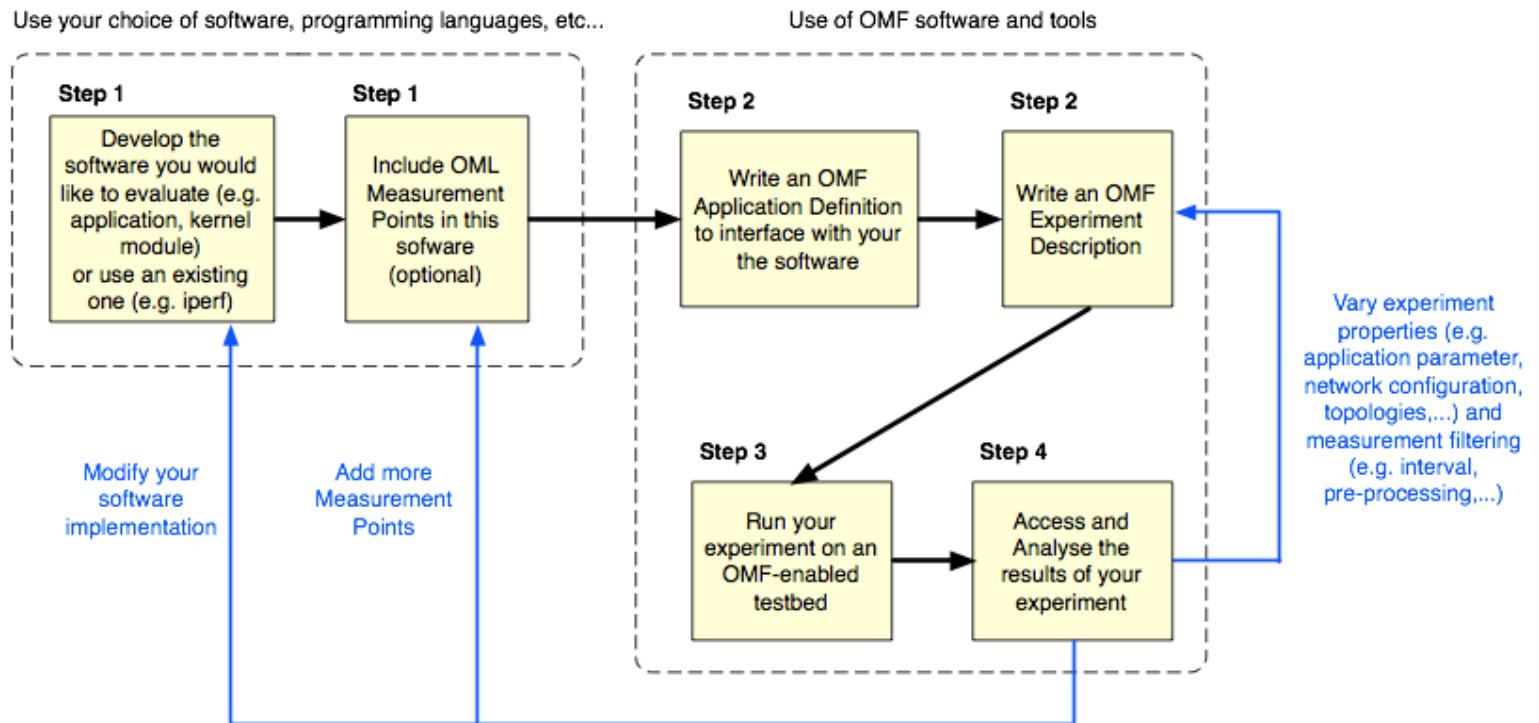 Use your choice of software, programming languages, etc...
Use of OMF software and tools
Step 1
Develop the
software you would
like to evaluate (e.g.
application, kernel
module)
or use an existing
one (e.g. iperf)
Step 1
Include OML
Measurement
Points in this
sofware
(optional)
Step 2
Write an OMF
Application Definition
to interface with your
the software
Step 2
Write an OMF
Experiment
Description
Vary experiment
properties (e.g.
application parameter,
network configuration,
topologies,...) and
measurement filtering
(e.g. interval,
pre-processing,...)
Modify your
software
implementation
Add more
Measurement
Points
Step 3
Run your
experiment on an
OMF-enabled
testbed
Step 4
Access and
Analyse the
results of your
experiment